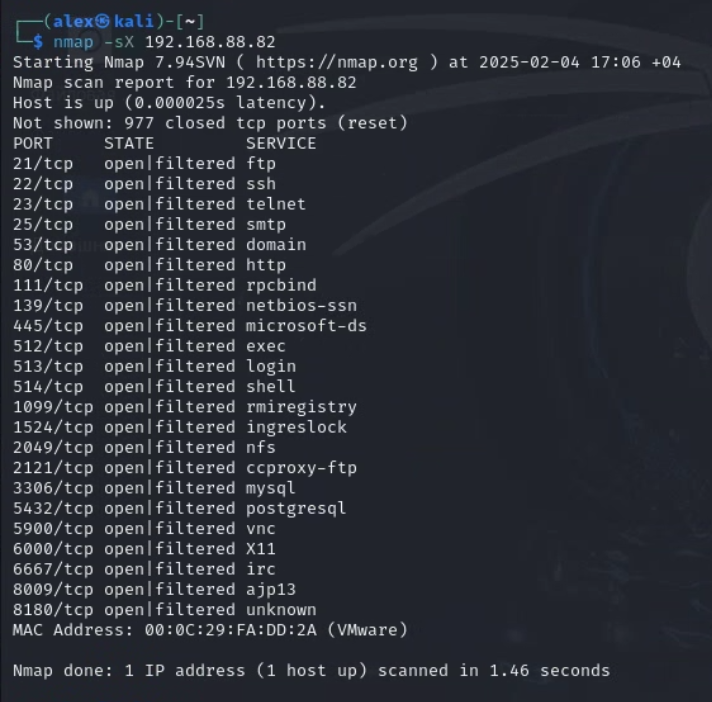 ┌──(alex㉿kali)-[~]
└─$ nmap -sX 192.168.88.82
Starting Nmap 7.94SVN ( https://nmap.org ) at 2025-02-04 17:06 +04
Nmap scan report for 192.168.88.82
Host is up (0.000025s latency).
Not shown: 977 closed tcp ports (reset)
PORT     STATE         SERVICE
21/tcp   open|filtered ftp
22/tcp   open|filtered ssh
23/tcp   open|filtered telnet
25/tcp   open|filtered smtp
53/tcp   open|filtered domain
80/tcp   open|filtered http
111/tcp  open|filtered rpcbind
139/tcp  open|filtered netbios-ssn
445/tcp  open|filtered microsoft-ds
512/tcp  open|filtered exec
513/tcp  open|filtered login
514/tcp  open|filtered shell
1099/tcp open|filtered rmiregistry
1524/tcp open|filtered ingreslock
2049/tcp open|filtered nfs
2121/tcp open|filtered ccproxy-ftp
3306/tcp open|filtered mysql
5432/tcp open|filtered postgresql
5900/tcp open|filtered vnc
6000/tcp open|filtered X11
6667/tcp open|filtered irc
8009/tcp open|filtered ajp13
8180/tcp open|filtered unknown
MAC Address: 00:0C:29:FA:DD:2A (VMware)
Nmap done: 1 IP address (1 host up) scanned in 1.46 seconds